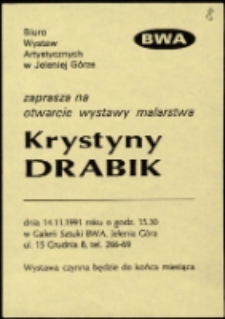 8
Biuro
Wystaw
Artystycznych
w Jeleniej Górze
BWA
zaprasza na
otwarcie wystawy malarstwa
Krystyny
DRABIK
dnia 14.11.1991 roku o godz. 15.30
w Galerii Sztuki BWA, Jelenia Góra
ul. 15 Grudnia 8, tel. 266-69
Wystawa czynna będzie do końca miesiąca